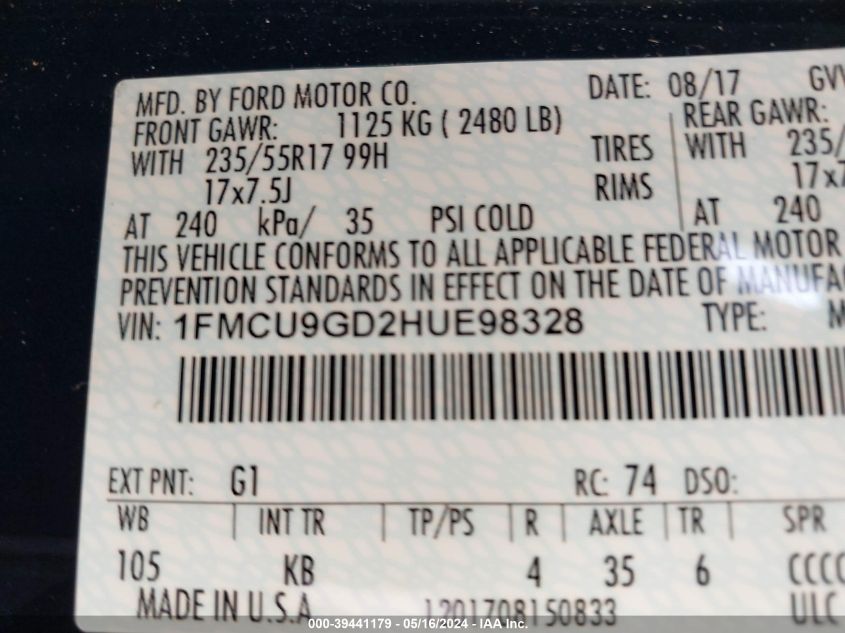 MFD. BY FORD MOTOR CO. DATE: 08/17
FRONT GAWR: 1125 KG ( 2480 LB) REAR GAWR:
WITH 235/55R17 99H TIRES WITH 235/
17x7.5J RIMS
AT 240 kPa/ 35 PSI COLD AT 240
THIS VEHICLE CONFORMS TO ALL APPLICABLE FEDERAL MOTOR
PREVENTION STANDARDS IN EFFECT ON THE DATE OF
VIN: 1FMCU9GD2HUE98328 TYPE:
EXT PNT: G1 RC: 74 DSO:
WB INT TR TP/PS R AXLE TR SPR
105 KB 4 35 6 CCCC
MADE IN U.S.A 1201708150833 ULC
000-39441179 - 05/16/2024 - IAA Inc.